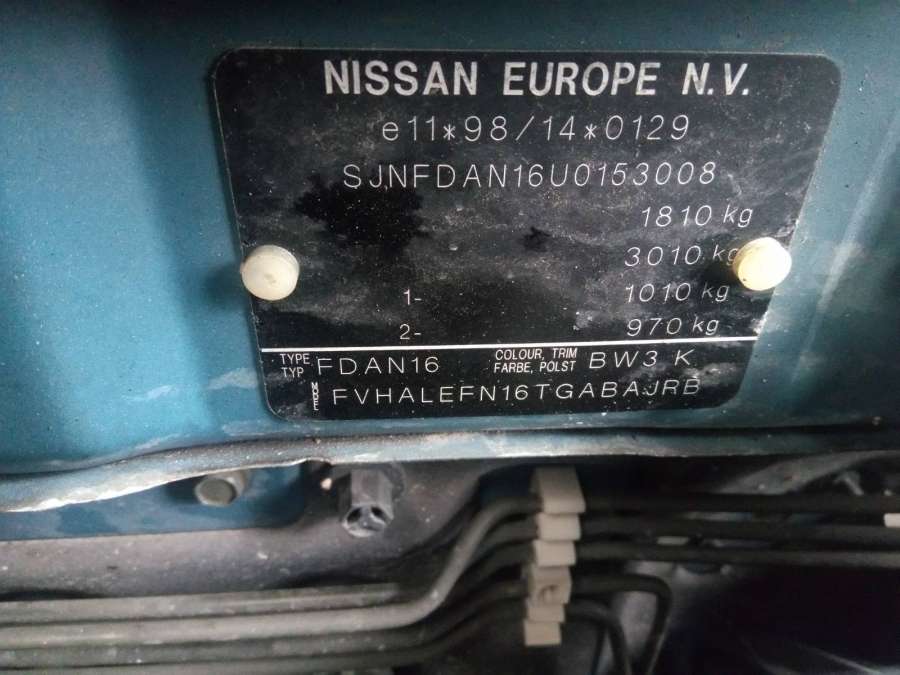 NISSAN EUROPE N.V.
e11*98/14*0129
SJNFDAN16U0153008
1810 kg
3010 kg
1- 1010 kg
2- 970 kg
TYPE TYP FDAN16 COLOUR, TRIM FARBE, POLST BW3 K
MODEL FVHALEFN16TGABAJRB